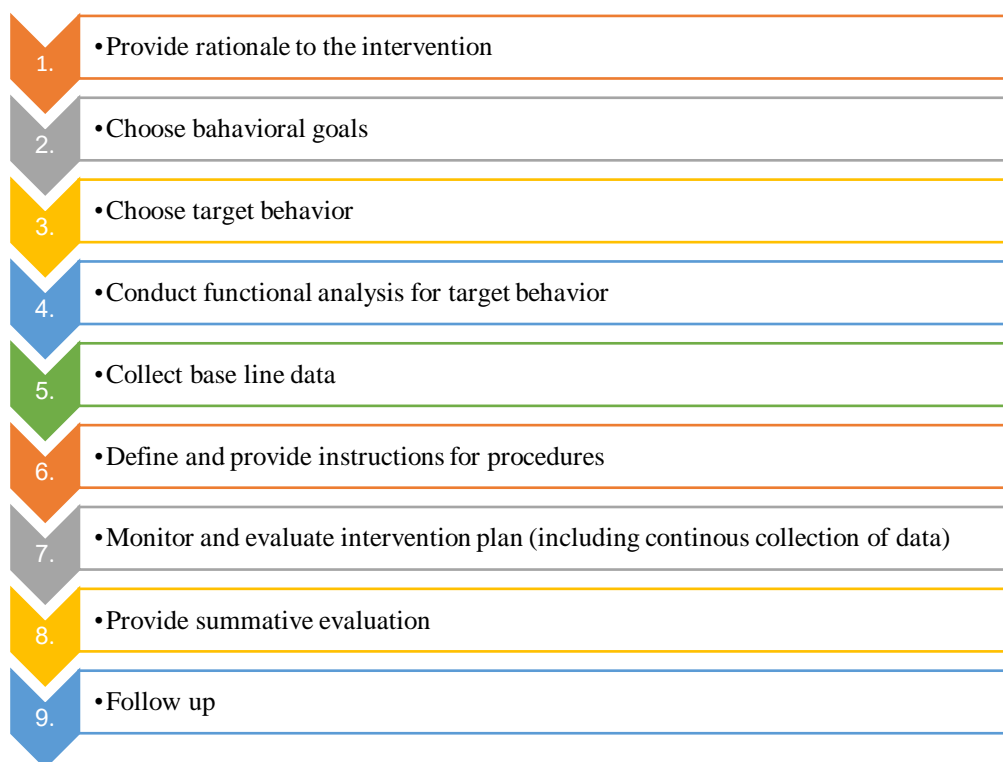 1. •Provide rationale to the intervention
2. •Choose bahavioral goals
3. •Choose target behavior
4. •Conduct functional analysis for target behavior
5. •Collect base line data
6. •Define and provide instructions for procedures
7. •Monitor and evaluate intervention plan (including continous collection of data)
8. •Provide summative evaluation
9. •Follow up